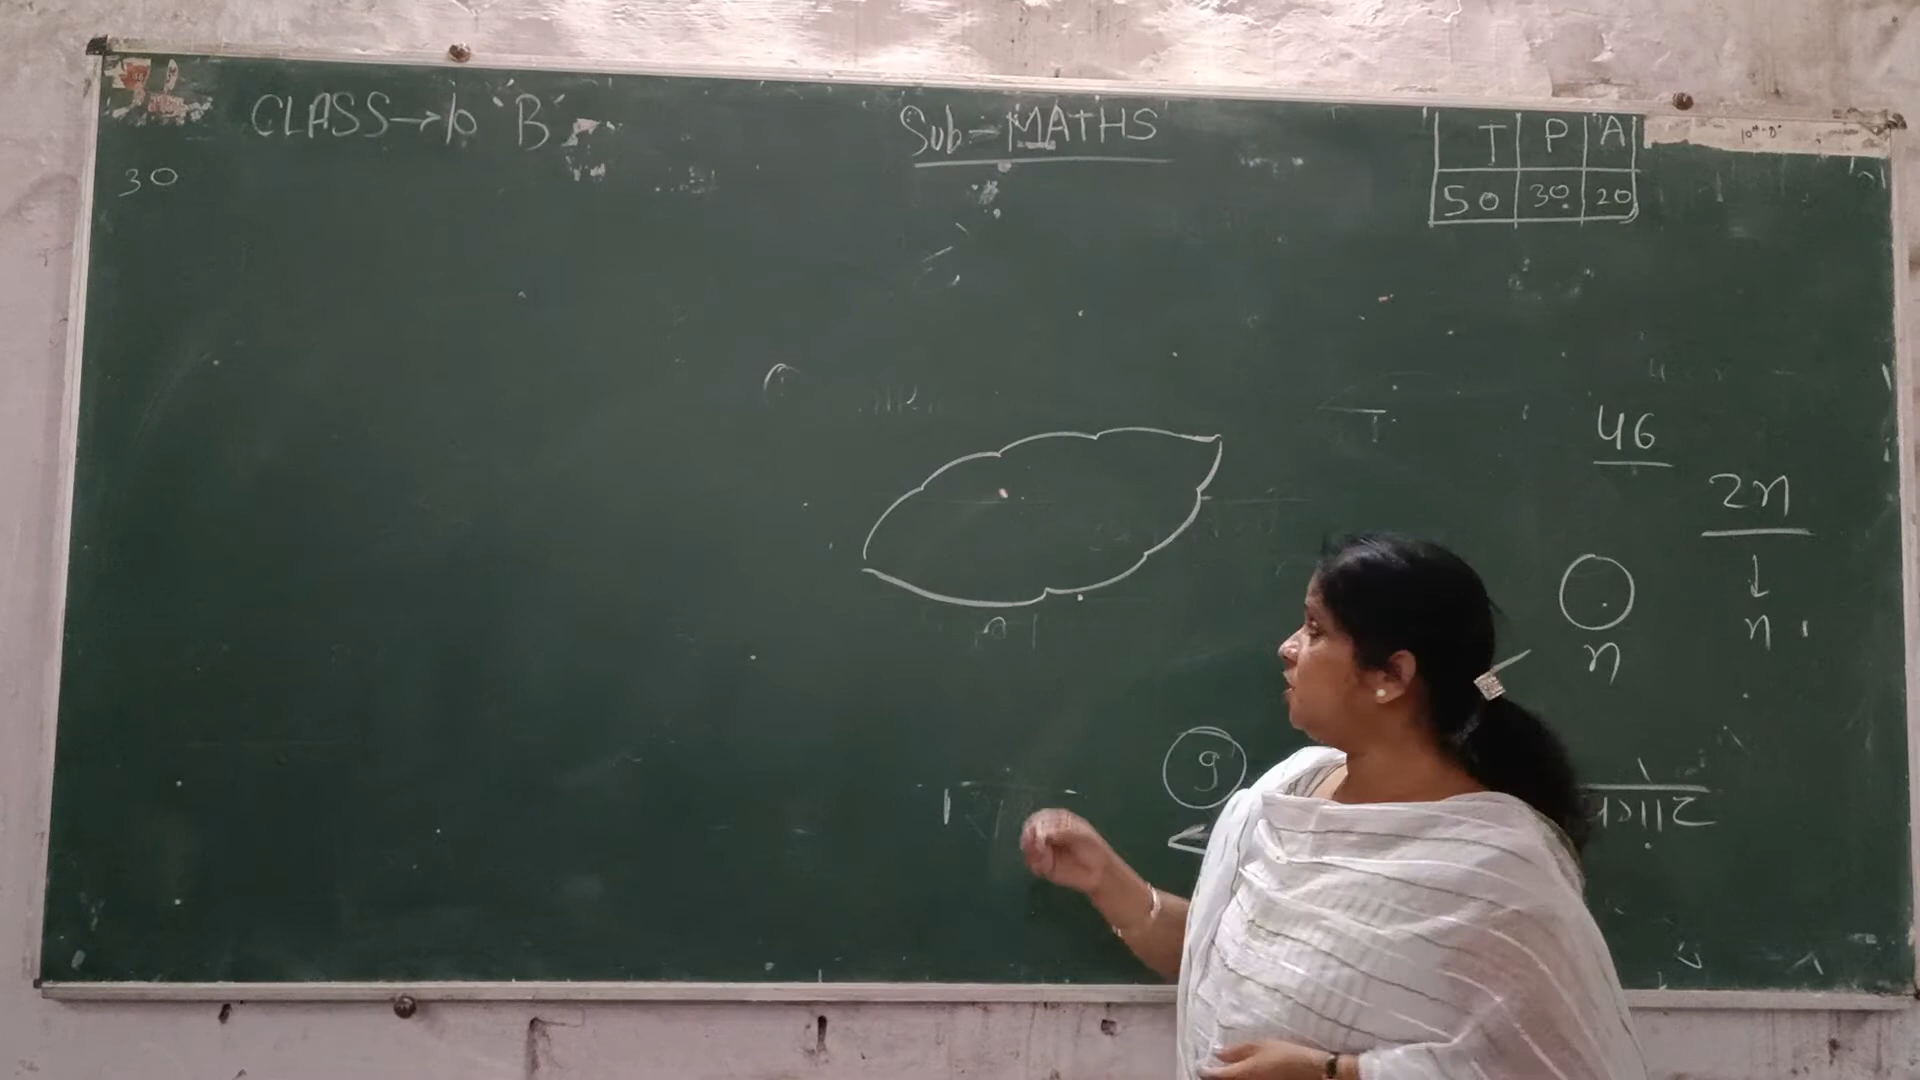 CLASS→10 'B'
Sub-MATHS
T P A
50 30 20
30
46
2n
↓
n
n
9